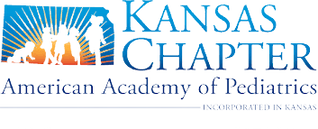 KANSAS
CHAPTER
American Academy of Pediatrics
INCORPORATED IN KANSAS